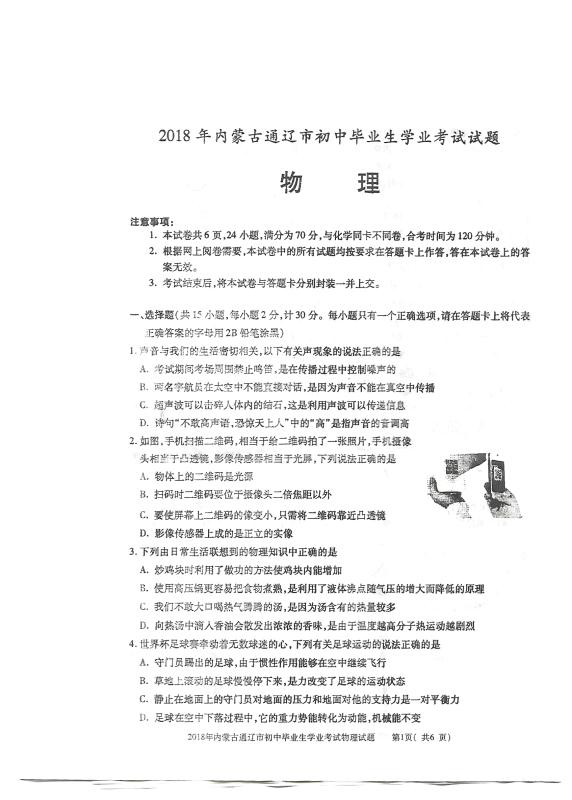 2018年内蒙古通辽市初中毕业生学业考试试题
物 理
注意事项:
1. 本试卷共6页,24小题,满分为70分,与化学同卡不同卷,合考时间为120分钟。
2. 根据网上阅卷需要,本试卷中的所有试题均按要求在答题卡上作答,答在本试卷上的答
案无效。
3. 考试结束后,将本试卷与答题卡分别封装一并上交。
一、选择题(共15小题,每小题2分,计30分。每小题只有一个正确选项,请在答题卡上将代表
正确答案的字母用2B铅笔涂黑)
1. 声音与我们的生活密切相关,以下有关声现象的说法正确的是
A. 考试期间考场周围禁止鸣笛,是在传播过程中控制噪声的
B. 两名宇航员在太空中不能直接对话,是因为声音不能在真空中传播
C. 超声波可以击碎人体内的结石,这是利用声波可以传递信息
D. 诗句“不敢高声语,恐惊天上人”中的“高”是指声音的音调高
2. 如图,手机扫描二维码,相当于给二维码拍了一张照片,手机摄像
头相当于凸透镜,影像传感器相当于光屏,下列说法正确的是
A. 物体上的二维码是光源
B. 扫码时二维码要位于摄像头二倍焦距以外
C. 要使屏幕上二维码的像变小,只需将二维码靠近凸透镜
D. 影像传感器上成的是正立的实像
3. 下列由日常生活联想到的物理知识中正确的是
A. 炒鸡块时利用了做功的方法使鸡块内能增加
B. 使用高压锅更容易把食物煮熟,是利用了液体沸点随气压的增大而降低的原理
C. 我们不敢大口喝热气腾腾的汤,是因为汤含有的热量较多
D. 向热汤中滴入香油会散发出浓浓的香味,是由于温度越高分子热运动越剧烈
4. 世界杯足球赛牵动着无数球迷的心,下列有关足球运动的说法正确的是
A. 守门员踢出的足球,由于惯性作用能够在空中继续飞行
B. 草地上滚动的足球慢慢停下来,是力改变了足球的运动状态
C. 静止在地面上的守门员对地面的压力和地面对他的支持力是一对平衡力
D. 足球在空中下落过程中,它的重力势能转化为动能,机械能不变
2018年内蒙古通辽市初中毕业生学业考试物理试题 第1页( 共6 页)